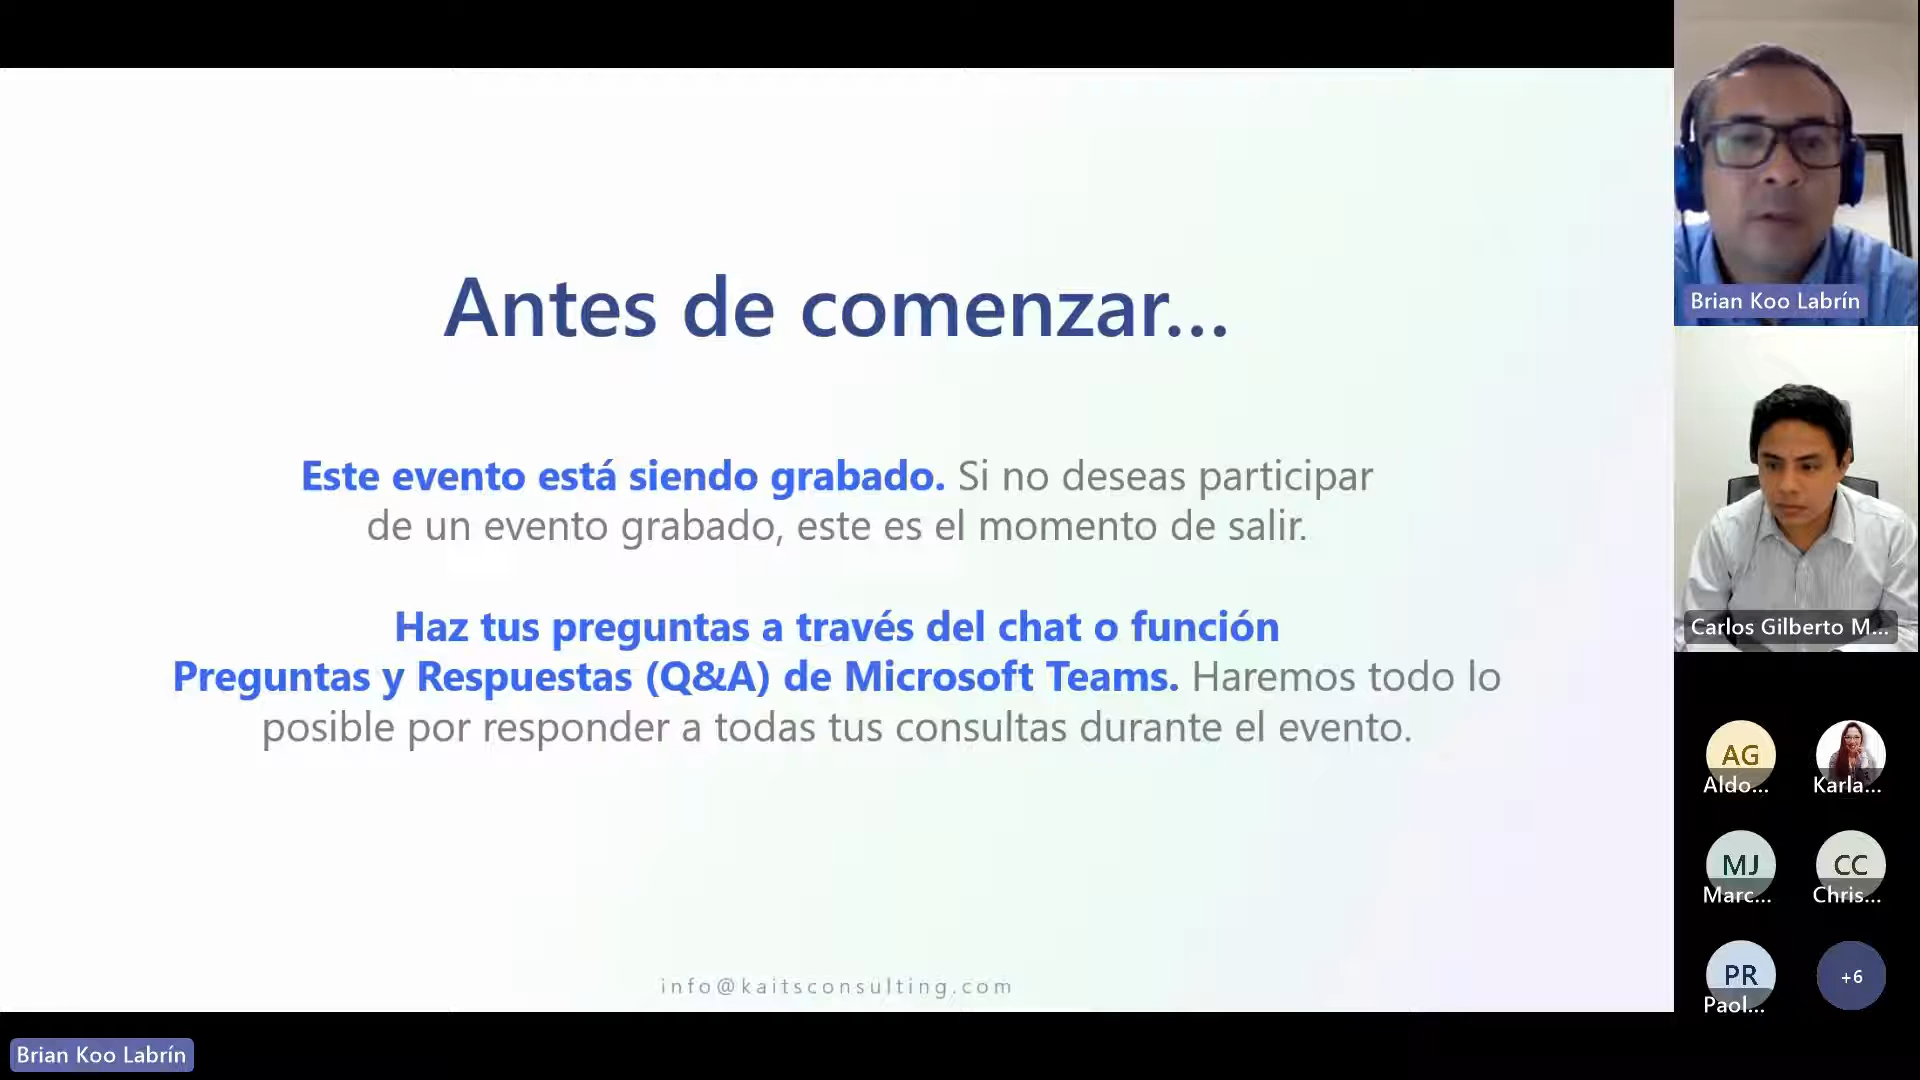 Antes de comenzar...
Este evento está siendo grabado. Si no deseas participar
de un evento grabado, este es el momento de salir.
Haz tus preguntas a través del chat o función
Preguntas y Respuestas (Q&A) de Microsoft Teams. Haremos todo lo
posible por responder a todas tus consultas durante el evento.
info@kaitsconsulting.com
Brian Koo Labrín
Brian Koo Labrín
Carlos Gilberto M...
AG
Aldo...
Karla...
MJ
Marc...
CC
Chris...
PR
Paol...
+6